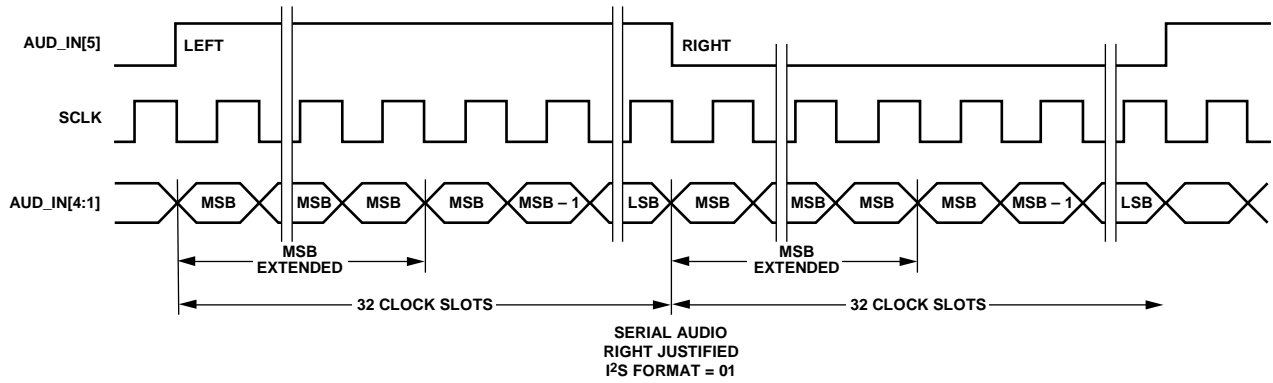 AUD_IN[5]
LEFT
RIGHT
SCLK
AUD_IN[4:1]
MSB
MSB
MSB
MSB
MSB – 1
LSB
MSB
MSB
MSB
MSB
MSB – 1
LSB
MSB
EXTENDED
MSB
EXTENDED
32 CLOCK SLOTS
32 CLOCK SLOTS
SERIAL AUDIO
RIGHT JUSTIFIED
I²S FORMAT = 01